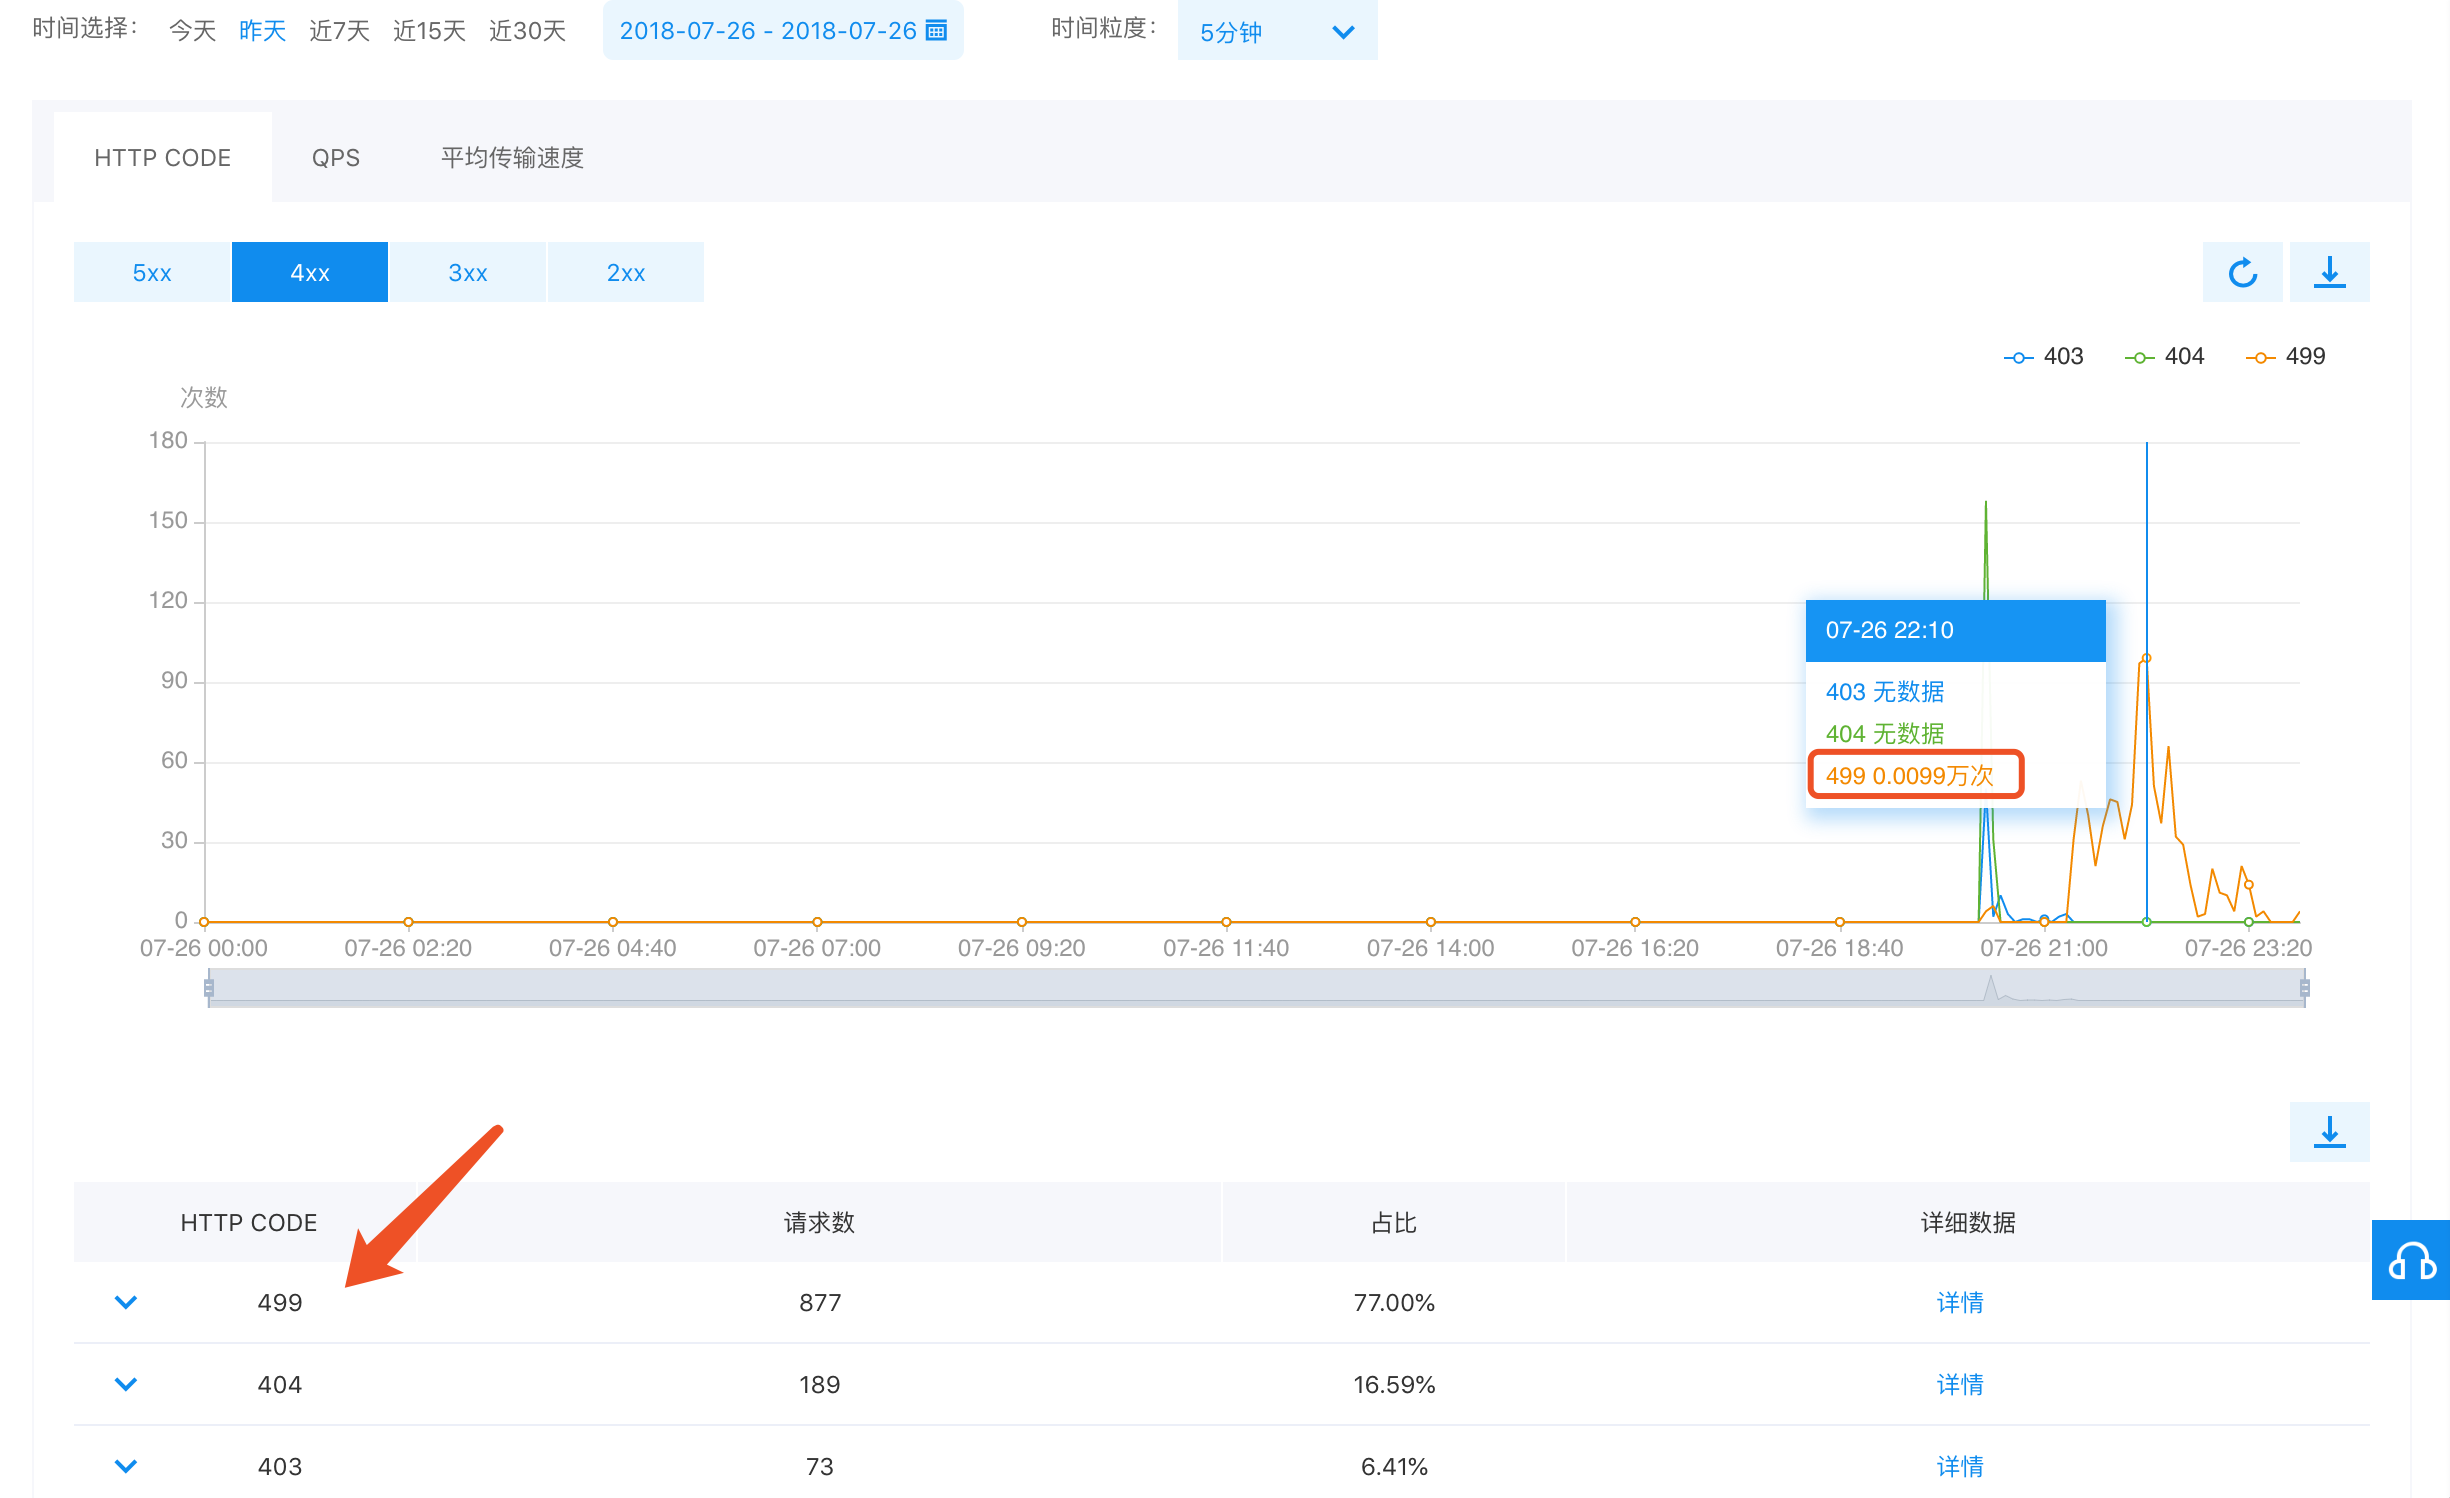 时间选择： 今天 昨天 近7天 近15天 近30天 2018-07-26 - 2018-07-26 时间粒度： 5分钟
HTTP CODE QPS 平均传输速度
5xx 4xx 3xx 2xx
403 404 499
次数
180
150
120
90
60
30
0
07-26 22:10
403 无数据
404 无数据
499 0.0099万次
07-26 00:00 07-26 02:20 07-26 04:40 07-26 07:00 07-26 09:20 07-26 11:40 07-26 14:00 07-26 16:20 07-26 18:40 07-26 21:00 07-26 23:20
HTTP CODE 请求数 占比 详细数据
499 877 77.00% 详情
404 189 16.59% 详情
403 73 6.41% 详情